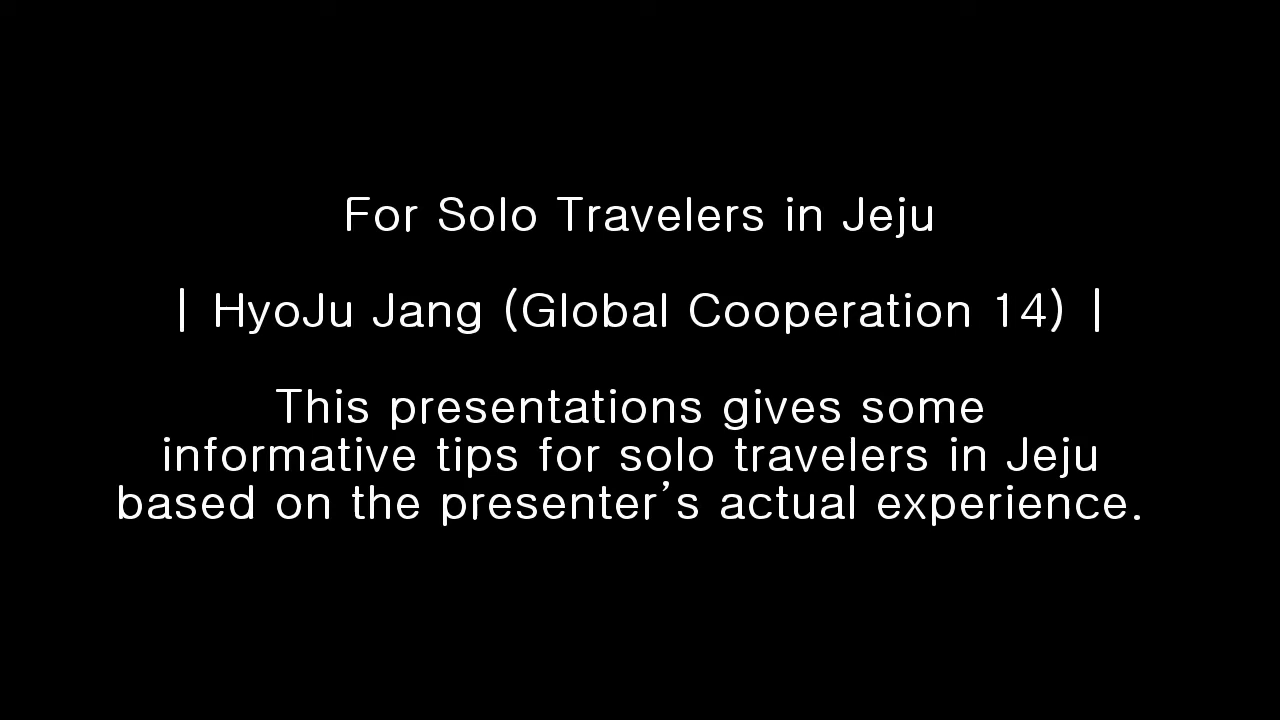 For Solo Travelers in Jeju
| HyoJu Jang (Global Cooperation 14) |
This presentations gives some
informative tips for solo travelers in Jeju
based on the presenter’s actual experience.